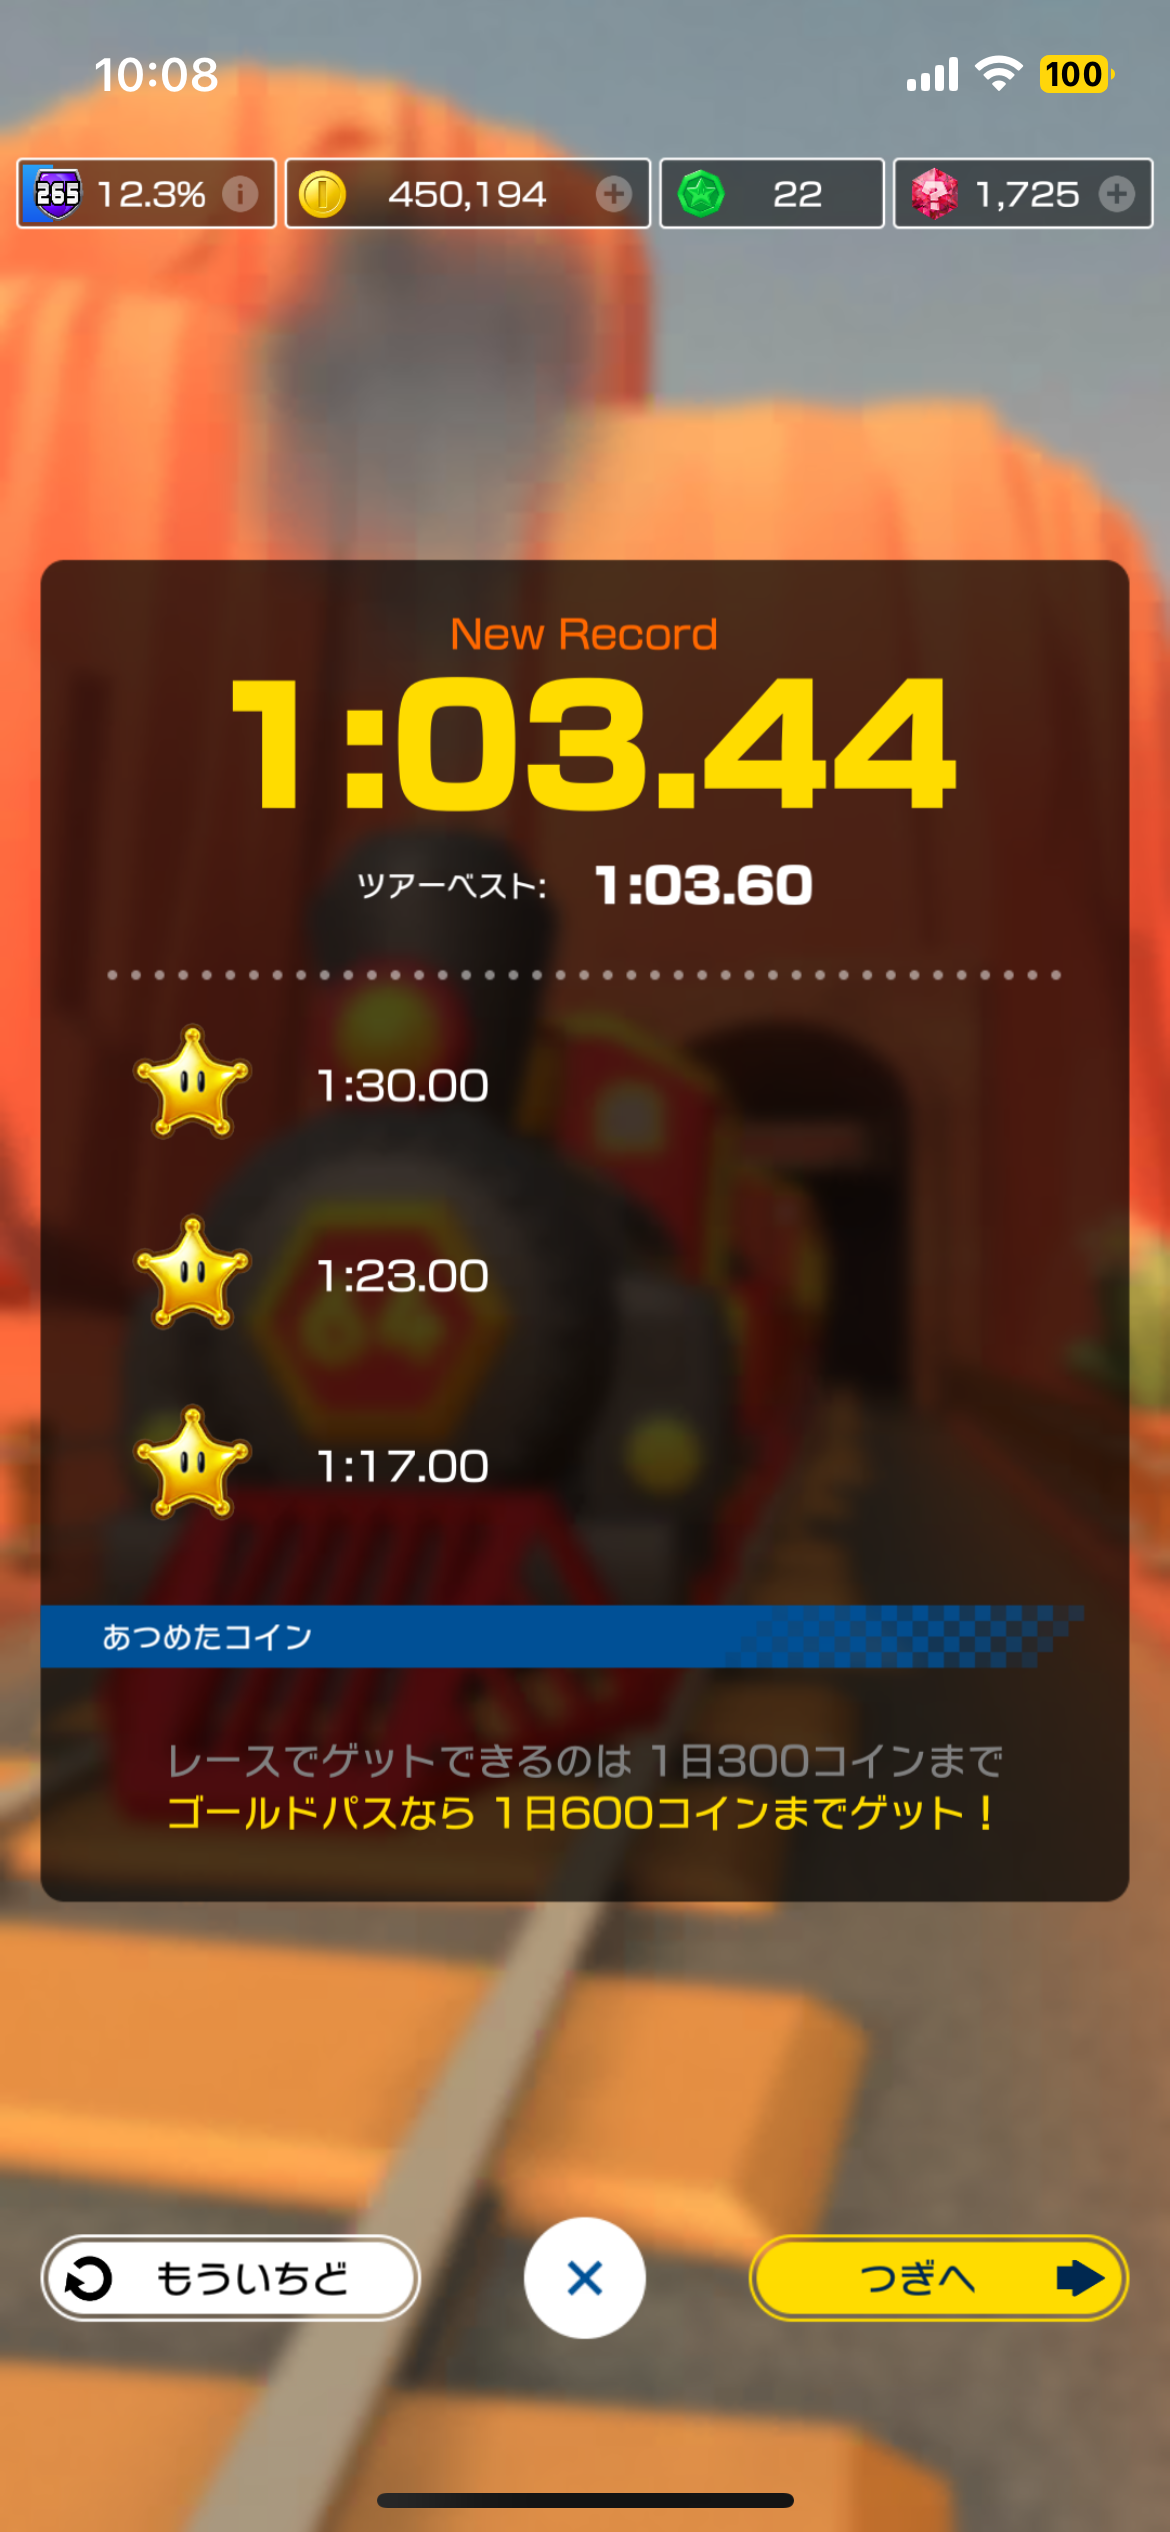 10:08
100
265 12.3% i
450,194 +
22
1,725 +
New Record
1:03.44
ツアーベスト: 1:03.60
1:30.00
1:23.00
1:17.00
64
あつめたコイン
レースでゲットできるのは 1日300コインまで
ゴールドパスなら 1日600コインまでゲット!
もういちど
×
つぎへ